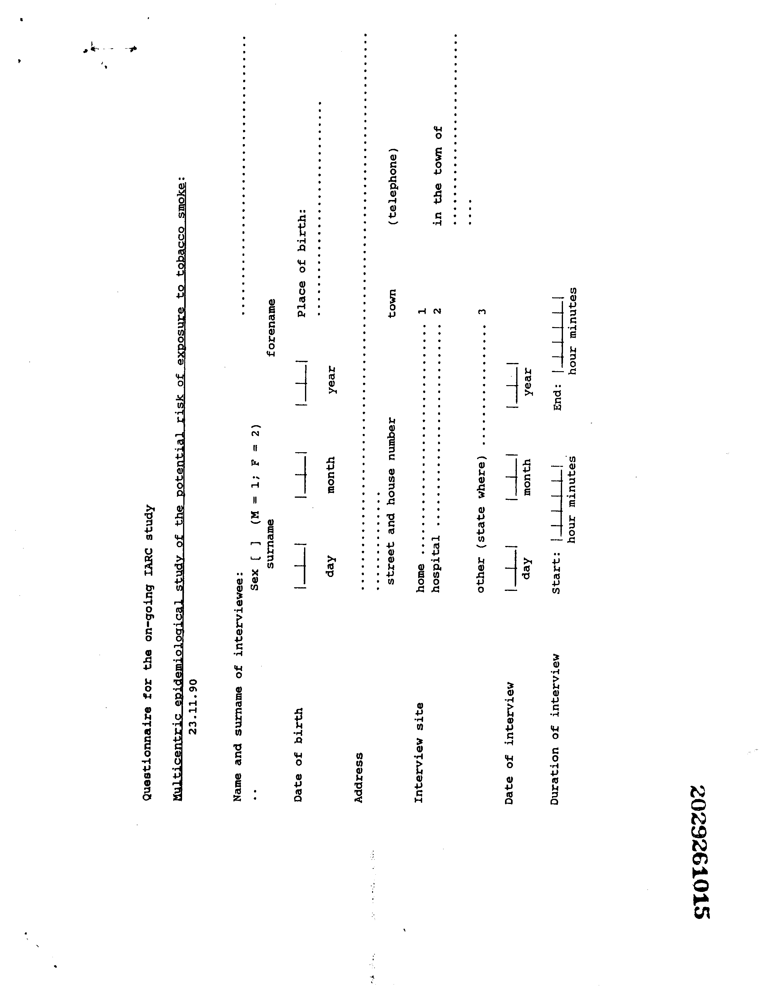 Questionnaire for the on-going IARC study
Multicentric epidemiological study of the potential risk of exposure to tobacco smoke:
23.11.90
Name and surname of interviewee: ........................................
.. Sex [ ] (M = 1; F = 2)
surname forename
Date of birth |__|__| |__|__| |__|__| Place of birth:
day month year ..............................
Address ................................................................................
............
street and house number town (telephone)
Interview site home ................................. 1
hospital ............................. 2 in the town of
............................
....
other (state where) ................. 3
Date of interview |__|__| |__|__| |__|__|
day month year
Duration of interview Start: |__|__|__|__| End: |__|__|__|__|
hour minutes hour minutes
2029261015